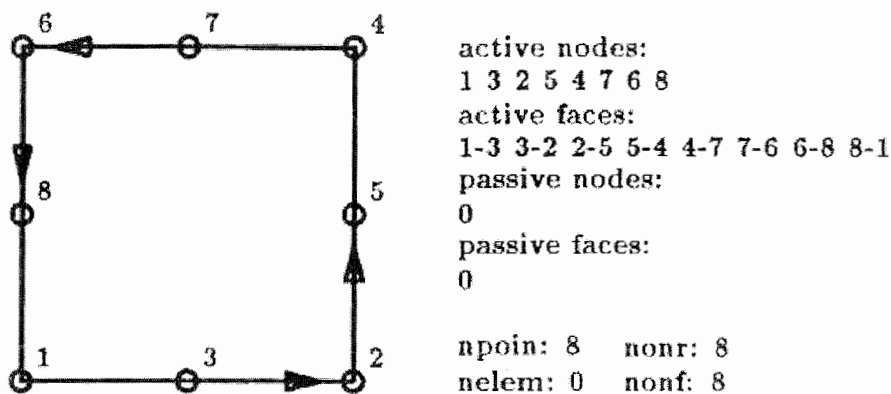 6 7 4
8 5
1 3 2
active nodes:
1 3 2 5 4 7 6 8
active faces:
1-3 3-2 2-5 5-4 4-7 7-6 6-8 8-1
passive nodes:
0
passive faces:
0
npoin: 8 nonr: 8
nelem: 0 nonf: 8